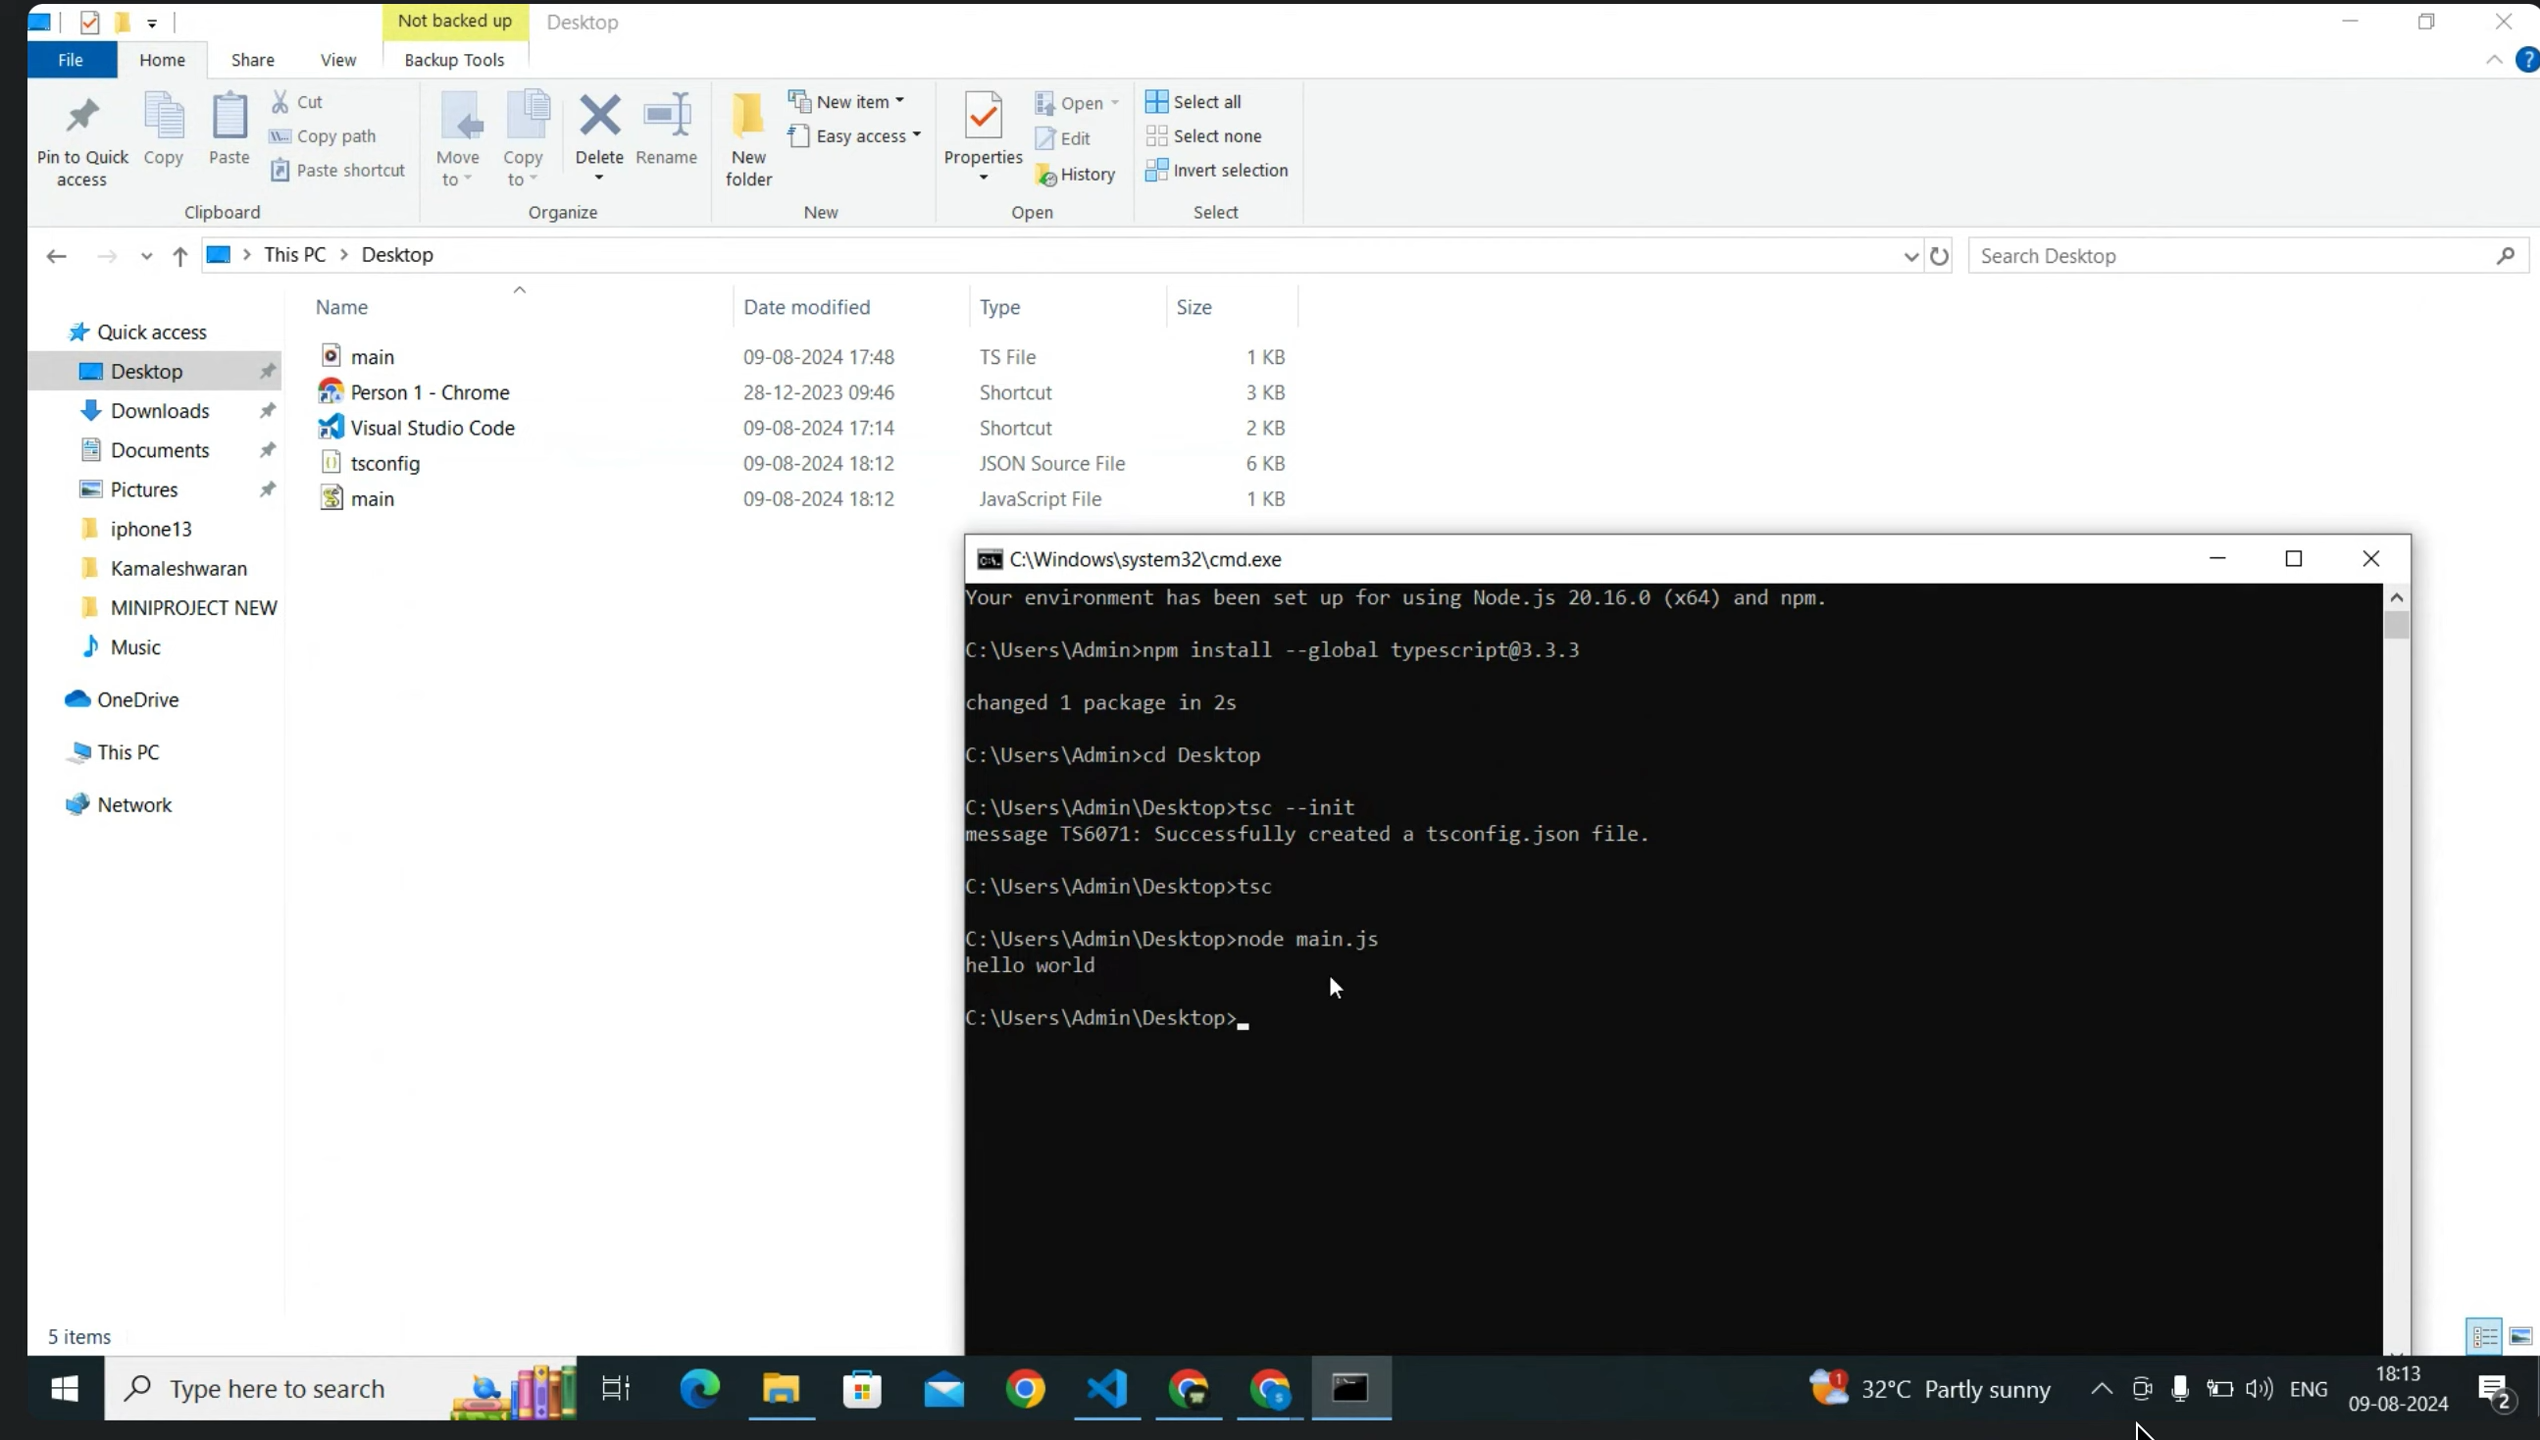 Not backed up
Desktop
File
Home
Share
View
Backup Tools
Pin to Quick
access
Copy
Paste
Cut
Copy path
Paste shortcut
Move
to
Copy
to
Delete
Rename
New
folder
New item
Easy access
Properties
Open
Edit
History
Select all
Select none
Invert selection
Clipboard
Organize
New
Open
Select
This PC > Desktop
Search Desktop
Name
Date modified
Type
Size
Quick access
Desktop
Downloads
Documents
Pictures
iphone13
Kamaleshwaran
MINIPROJECT NEW
Music
OneDrive
This PC
Network
main 09-08-2024 17:48 TS File 1 KB
Person 1 - Chrome 28-12-2023 09:46 Shortcut 3 KB
Visual Studio Code 09-08-2024 17:14 Shortcut 2 KB
tsconfig 09-08-2024 18:12 JSON Source File 6 KB
main 09-08-2024 18:12 JavaScript File 1 KB
C:\Windows\system32\cmd.exe
Your environment has been set up for using Node.js 20.16.0 (x64) and npm.
C:\Users\Admin>npm install --global typescript@3.3.3
changed 1 package in 2s
C:\Users\Admin>cd Desktop
C:\Users\Admin\Desktop>tsc --init
message TS6071: Successfully created a tsconfig.json file.
C:\Users\Admin\Desktop>tsc
C:\Users\Admin\Desktop>node main.js
hello world
C:\Users\Admin\Desktop>
5 items
Type here to search
1
32°C Partly sunny
ENG
18:13
09-08-2024
2